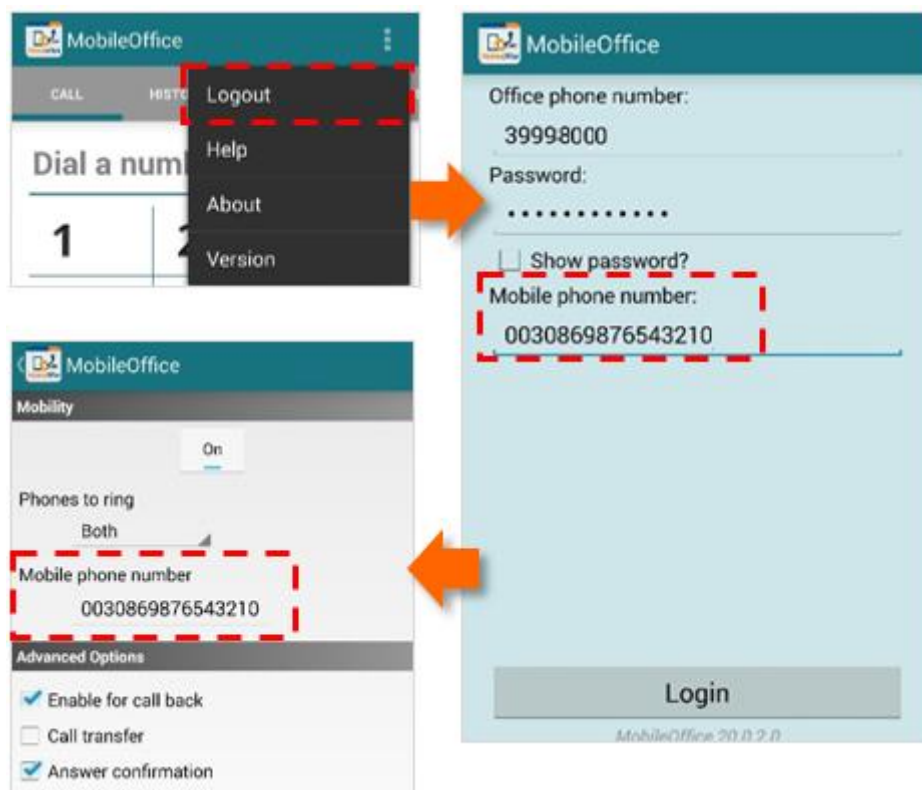 MobileOffice
CALL HISTO
Logout
Help
About
Version
Dial a num
1 2
MobileOffice
Office phone number:
39998000
Password:
••••••••••••
Show password?
Mobile phone number:
0030869876543210
Login
MobileOffice 20.0.2.0
MobileOffice
Mobility
On
Phones to ring
Both
Mobile phone number
0030869876543210
Advanced Options
Enable for call back
Call transfer
Answer confirmation